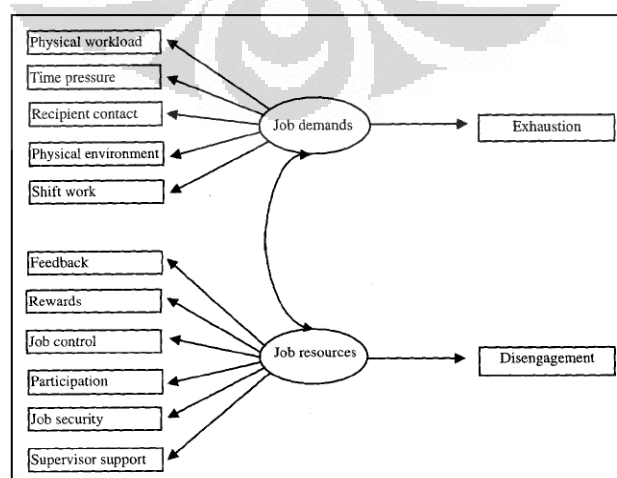 Physical workload
Time pressure
Recipient contact
Physical environment
Shift work
Job demands
Exhaustion
Feedback
Rewards
Job control
Participation
Job security
Supervisor support
Job resources
Disengagement